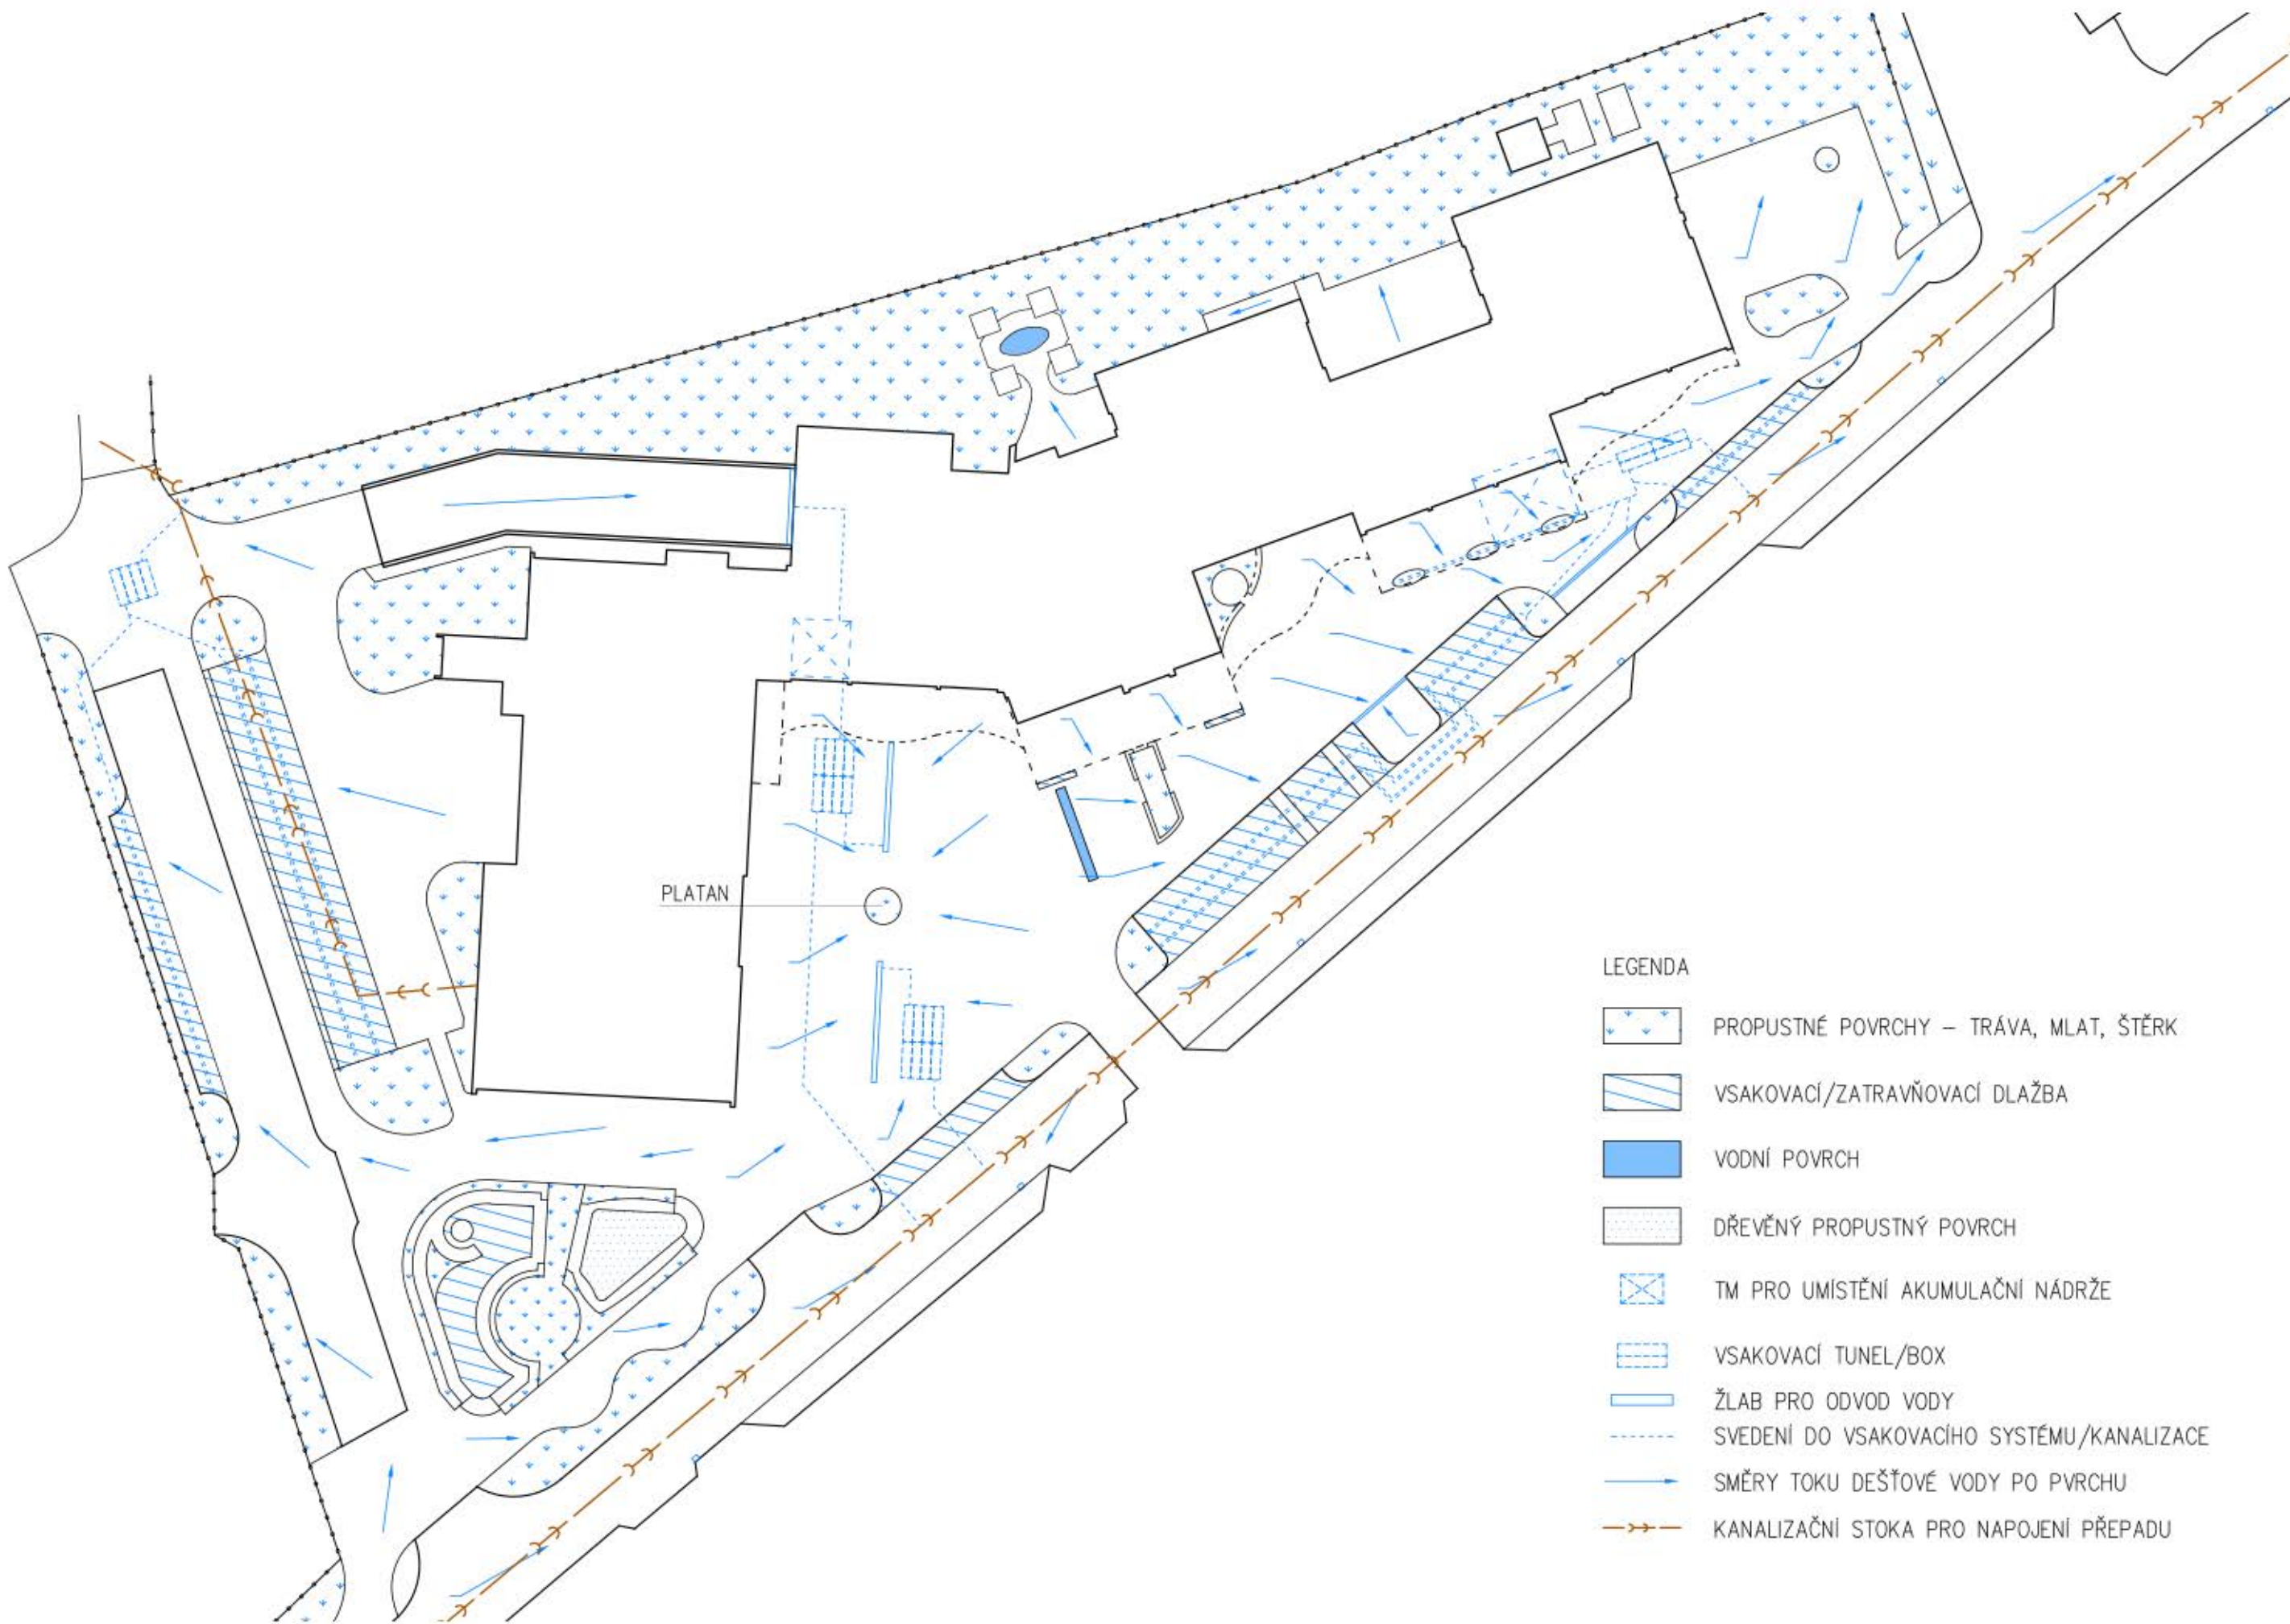 PLATAN
LEGENDA
PROPUSTNÉ POVRCHY – TRÁVA, MLAT, ŠTĚRK
VSAKOVACÍ/ZATRAVŇOVACÍ DLAŽBA
VODNÍ POVRCH
DŘEVĚNÝ PROPUSTNÝ POVRCH
TM PRO UMÍSTĚNÍ AKUMULAČNÍ NÁDRŽE
VSAKOVACÍ TUNEL/BOX
ŽLAB PRO ODVOD VODY
SVEDENÍ DO VSAKOVACÍHO SYSTÉMU/KANALIZACE
SMĚRY TOKU DEŠŤOVÉ VODY PO PVRCHU
KANALIZAČNÍ STOKA PRO NAPOJENÍ PŘEPADU